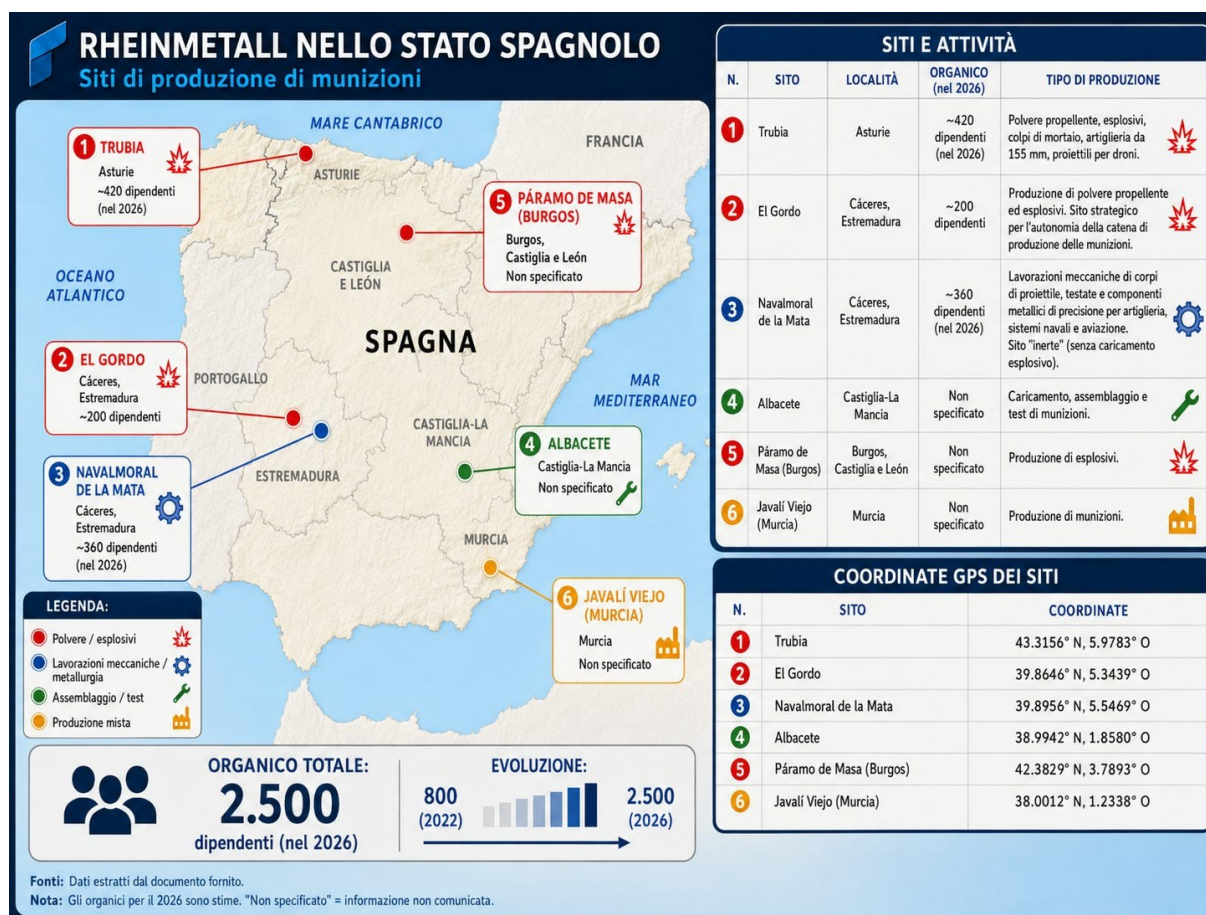 RHEINMETALL NELLO STATO SPAGNOLO
Siti di produzione di munizioni
MARE CANTABRICO
FRANCIA
OCEANO
ATLANTICO
PORTOGALLO
MAR
MEDITERRANEO
SPAGNA
ASTURIE
CASTIGLIA
E LEÓN
CASTIGLIA-LA
MANCIA
ESTREMADURA
MURCIA
1 TRUBIA
Asturie
~420 dipendenti
(nel 2026)
5 PÁRAMO DE MASA
(BURGOS)
Burgos,
Castiglia e León
Non specificato
2 EL GORDO
Cáceres,
Estremadura
~200 dipendenti
3 NAVALMORAL
DE LA MATA
Cáceres,
Estremadura
~360 dipendenti
(nel 2026)
4 ALBACETE
Castiglia-La Mancia
Non specificato
6 JAVALÍ VIEJO
(MURCIA)
Murcia
Non specificato
LEGENDA:
Polvere / esplosivi
Lavorazioni meccaniche /
metallurgia
Assemblaggio / test
Produzione mista
ORGANICO TOTALE:
2.500
dipendenti (nel 2026)
EVOLUZIONE:
800
(2022)
2.500
(2026)
Fonti: Dati estratti dal documento fornito.
Nota: Gli organici per il 2026 sono stime. "Non specificato" = informazione non comunicata.
SITI E ATTIVITÀ
N. SITO LOCALITÀ ORGANICO (nel 2026) TIPO DI PRODUZIONE
1 Trubia Asturie ~420 dipendenti (nel 2026)
Polvere propellente, esplosivi,
colpi di mortaio, artiglieria da
155 mm, proiettili per droni.
2 El Gordo Cáceres, Estremadura ~200 dipendenti
Produzione di polvere propellente
ed esplosivi. Sito strategico
per l'autonomia della catena di
produzione delle munizioni.
3 Navalmoral de la Mata Cáceres, Estremadura ~360 dipendenti (nel 2026)
Lavorazioni meccaniche di corpi
di proiettile, testate e componenti
metallici di precisione per artiglieria,
sistemi navali e aviazione.
Sito "inerte" (senza caricamento
esplosivo).
4 Albacete Castiglia-La Mancia Non specificato
Caricamento, assemblaggio e
test di munizioni.
5 Páramo de Masa (Burgos) Burgos, Castiglia e León Non specificato
Produzione di esplosivi.
6 Javalí Viejo (Murcia) Murcia Non specificato
Produzione di munizioni.
COORDINATE GPS DEI SITI
N. SITO COORDINATE
1 Trubia 43.3156° N, 5.9783° O
2 El Gordo 39.8646° N, 5.3439° O
3 Navalmoral de la Mata 39.8956° N, 5.5469° O
4 Albacete 38.9942° N, 1.8580° O
5 Páramo de Masa (Burgos) 42.3829° N, 3.7893° O
6 Javalí Viejo (Murcia) 38.0012° N, 1.2338° O